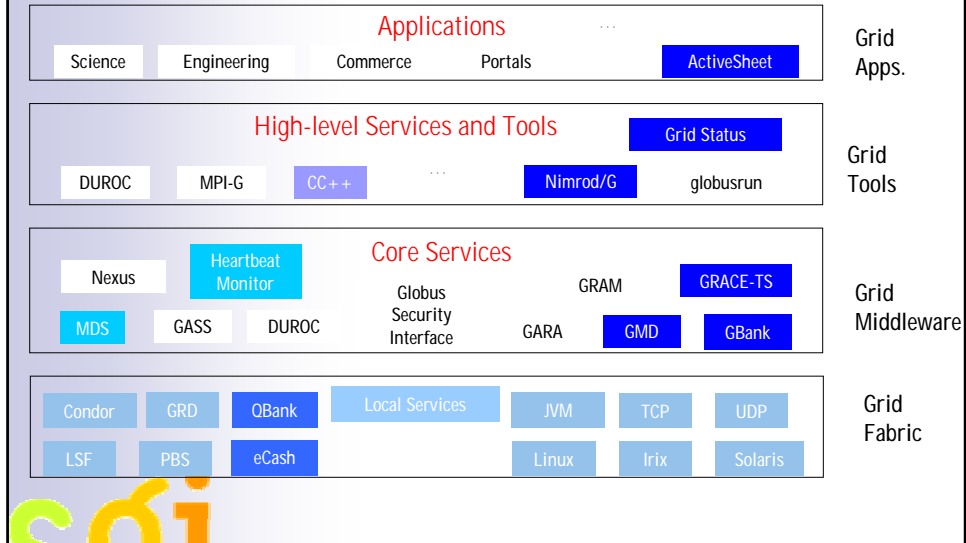 Applications
...
Science Engineering Commerce Portals ActiveSheet
Grid
Apps.
High-level Services and Tools
Grid Status
DUROC MPI-G CC++ ... Nimrod/G globusrun
Grid
Tools
Core Services
Nexus
Heartbeat
Monitor
Globus
Security
Interface
GRAM
GRACE-TS
MDS GASS DUROC
GARA GMD GBank
Grid
Middleware
Condor GRD QBank Local Services JVM TCP UDP
LSF PBS eCash Linux Irix Solaris
Grid
Fabric
sgi